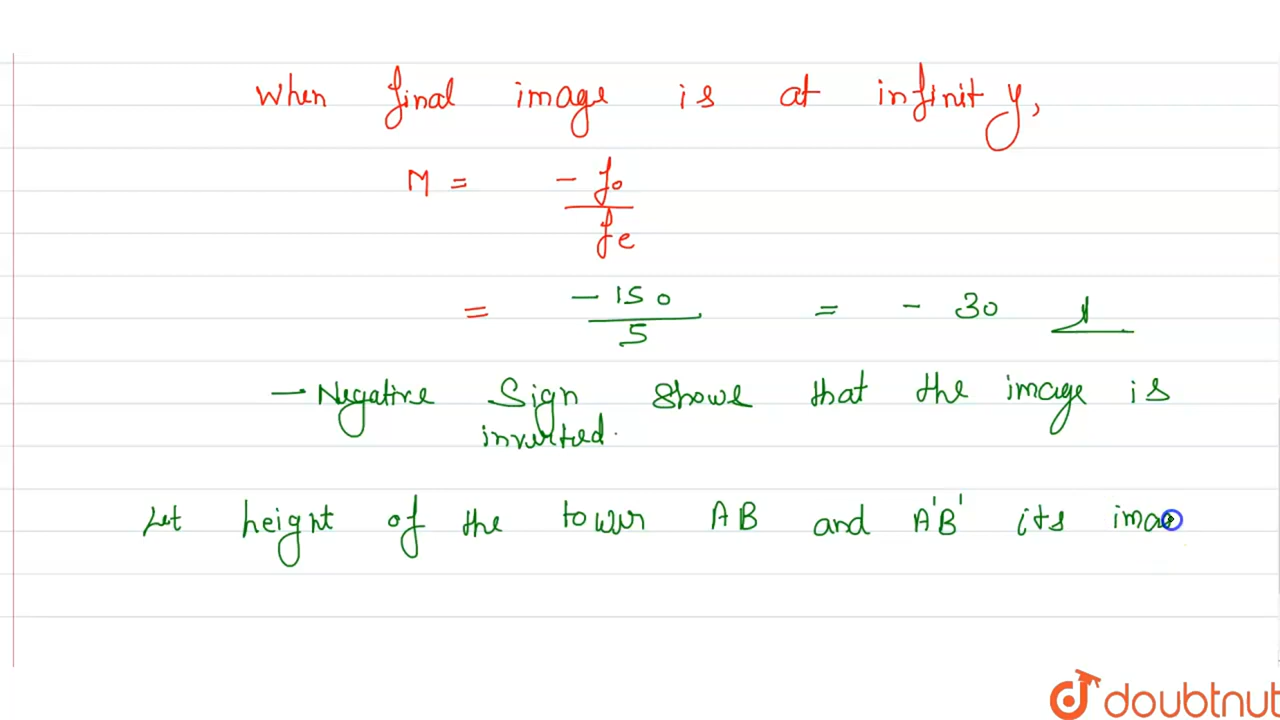 When final image is at infinity,
M = - fo
fe
= - 150 = - 30
5
- Negative Sign shows that the image is
inverted.
Let height of the tower AB and A'B' its imag
doubtnut